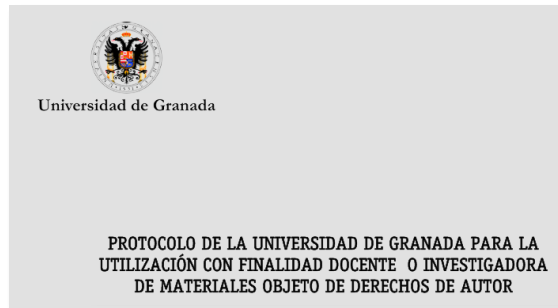 Universidad de Granada
PROTOCOLO DE LA UNIVERSIDAD DE GRANADA PARA LA
UTILIZACIÓN CON FINALIDAD DOCENTE O INVESTIGADORA
DE MATERIALES OBJETO DE DERECHOS DE AUTOR